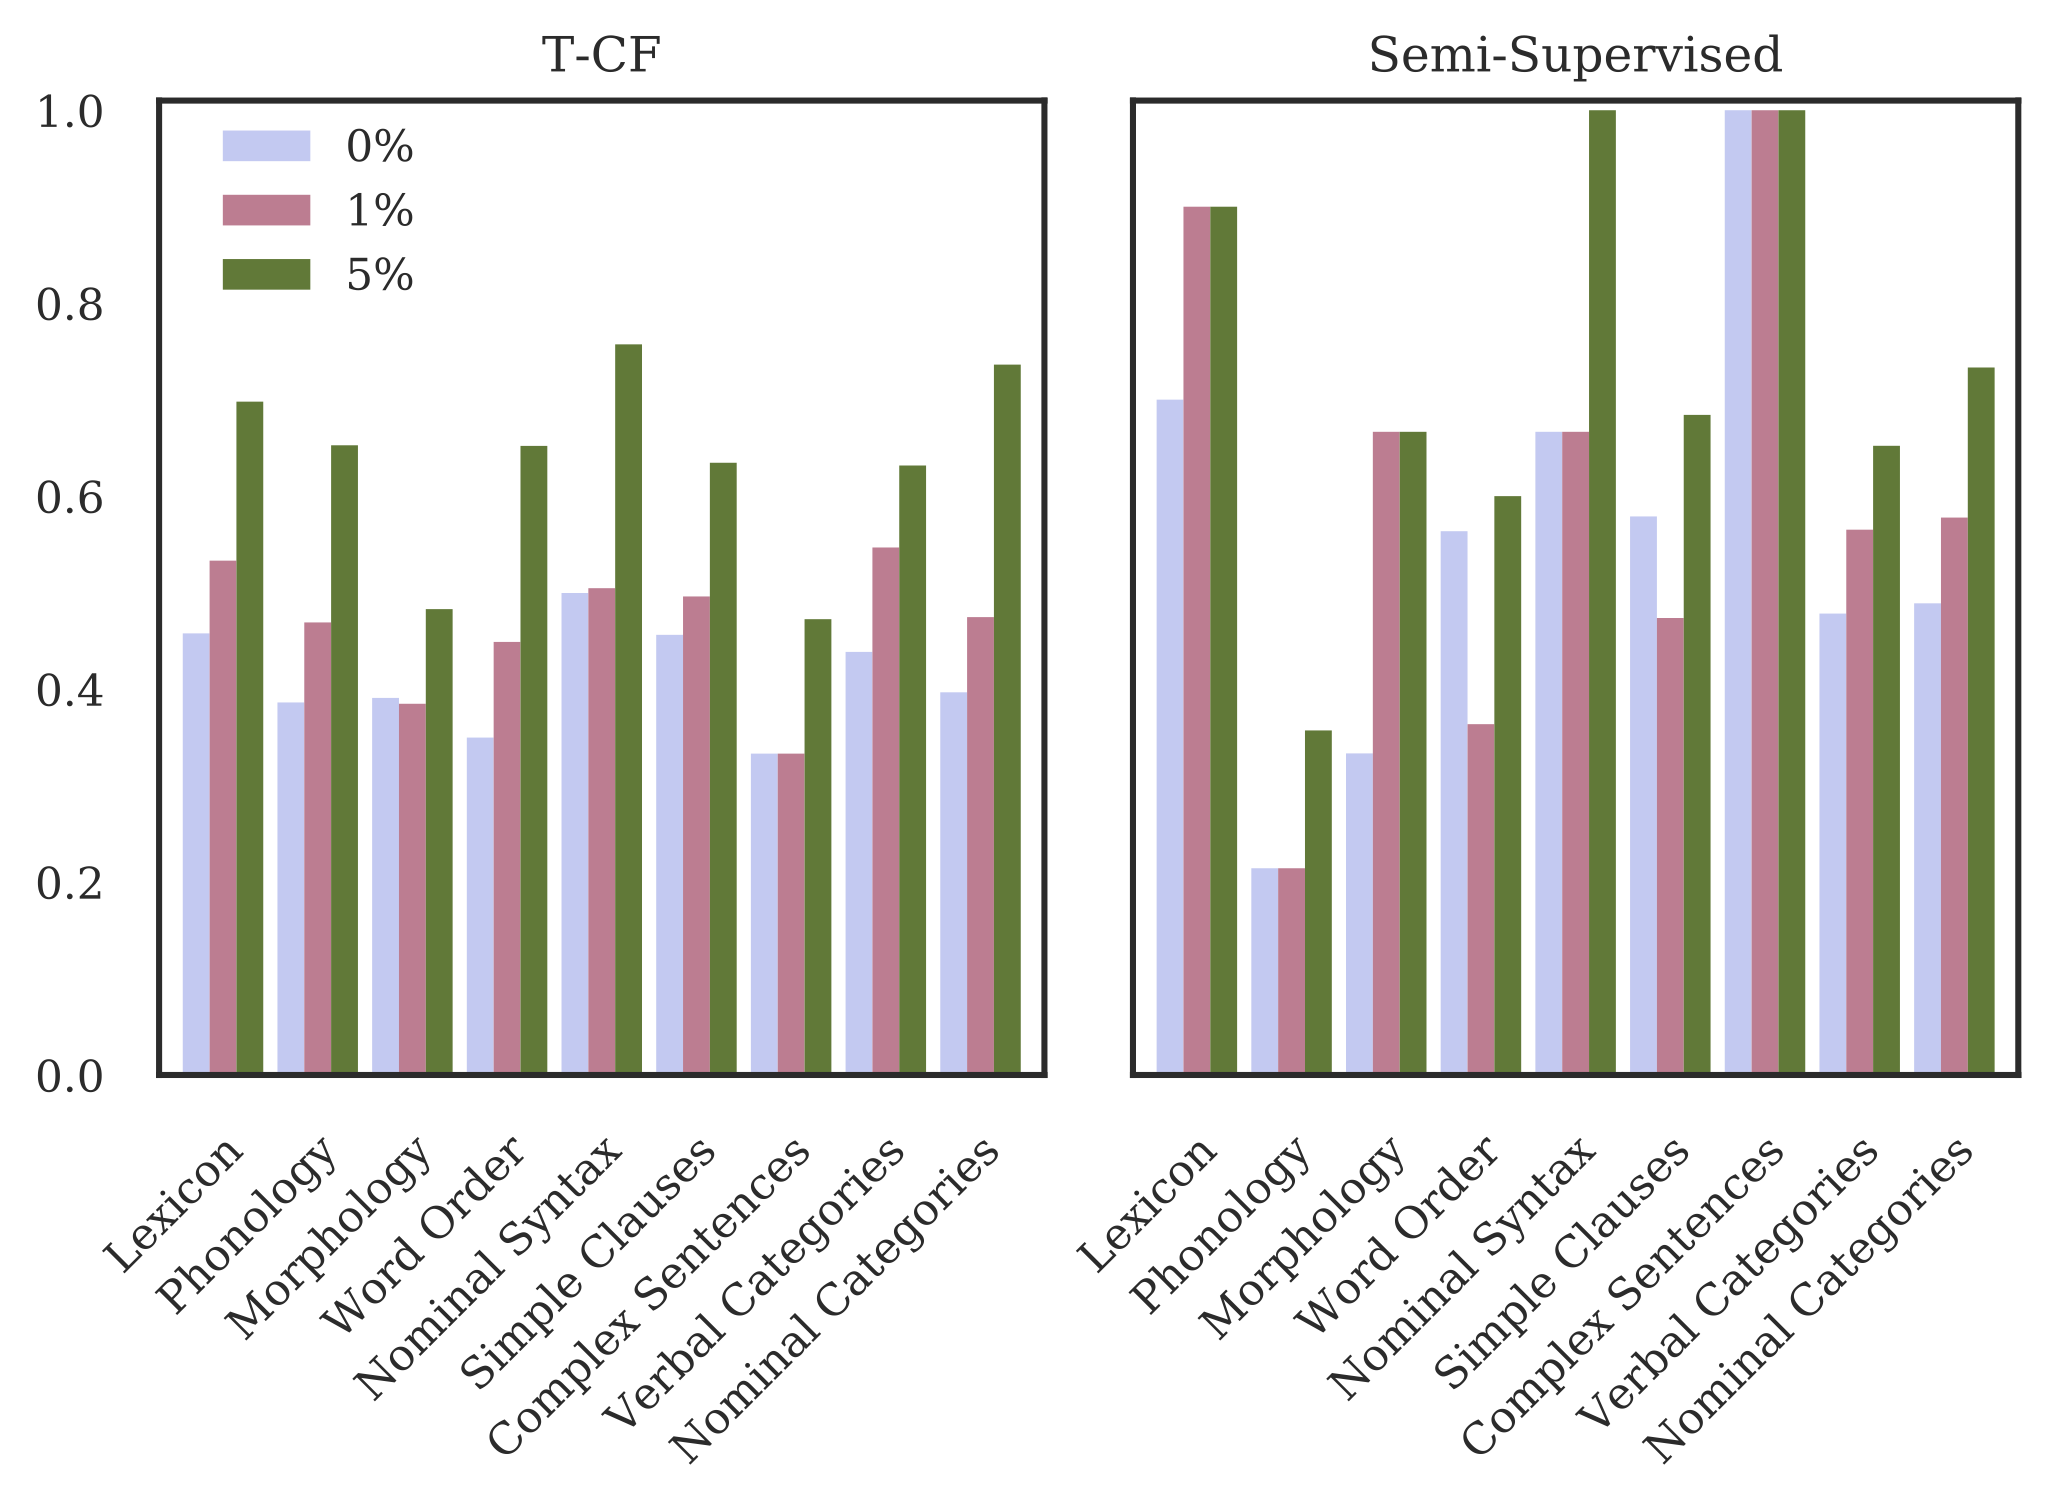 T-CF
Semi-Supervised
1.0
0.8
0.6
0.4
0.2
0.0
0%
1%
5%
Lexicon
Phonology
Morphology
Word Order
Nominal Syntax
Simple Clauses
Complex Sentences
Verbal Categories
Nominal Categories
Lexicon
Phonology
Morphology
Word Order
Nominal Syntax
Simple Clauses
Complex Sentences
Verbal Categories
Nominal Categories